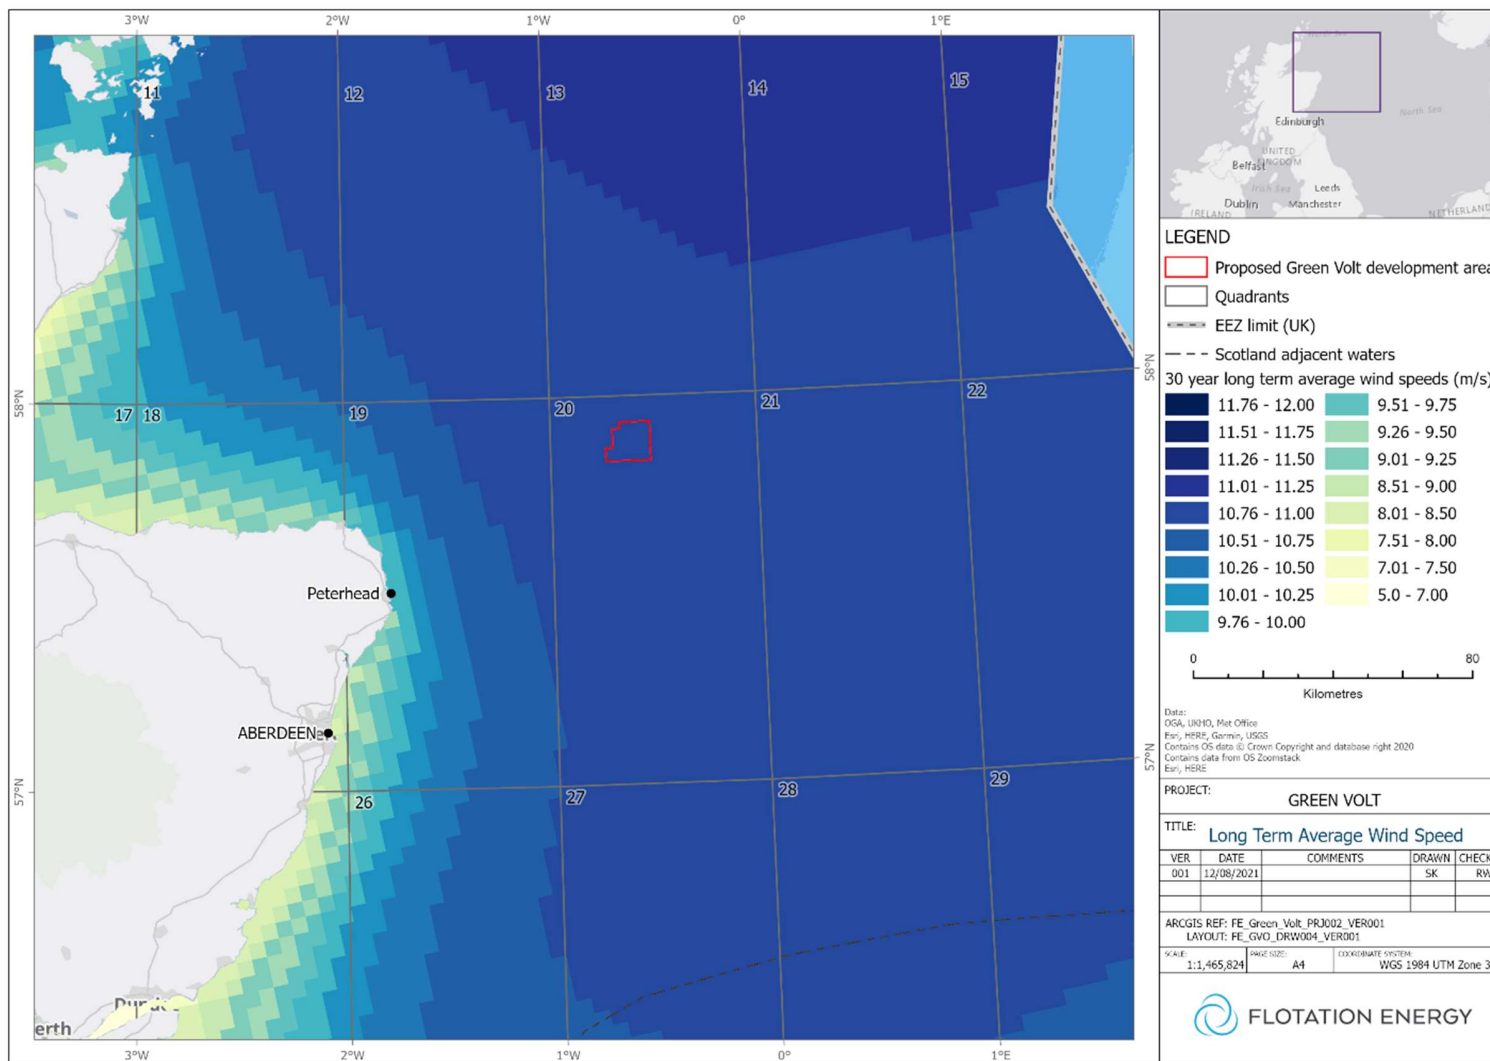 3°W 2°W 1°W 0° 1°E
11 12 13 14 15
58°N 58°N
17 18 19 20 21 22
Peterhead
ABERDEEN
57°N 57°N
26 27 28 29
erth
3°W 2°W 1°W 0° 1°E
North Sea
North Sea
Edinburgh
UNITED
KINGDOM
Belfast
Irish Sea
Leeds
Dublin
Manchester
IRELAND
NETHERLAND
LEGEND
Proposed Green Volt development area
Quadrants
EEZ limit (UK)
Scotland adjacent waters
30 year long term average wind speeds (m/s)
11.76 - 12.00 9.51 - 9.75
11.51 - 11.75 9.26 - 9.50
11.26 - 11.50 9.01 - 9.25
11.01 - 11.25 8.51 - 9.00
10.76 - 11.00 8.01 - 8.50
10.51 - 10.75 7.51 - 8.00
10.26 - 10.50 7.01 - 7.50
10.01 - 10.25 5.0 - 7.00
9.76 - 10.00
0 80
Kilometres
Data:
OGA, UKHO, Met Office
Esri, HERE, Garmin, USGS
Contains OS data © Crown Copyright and database right 2020
Contains data from OS Zoomstack
Esri, HERE
PROJECT:
GREEN VOLT
TITLE:
Long Term Average Wind Speed
VER DATE COMMENTS DRAWN CHECK
001 12/08/2021 SK RW
ARCGIS REF: FE_Green_Volt_PRJ002_VER001
LAYOUT: FE_GVO_DRW004_VER001
SCALE: PAGE SIZE: COORDINATE SYSTEM:
1:1,465,824 A4 WGS 1984 UTM Zone 3
FLOTATION ENERGY